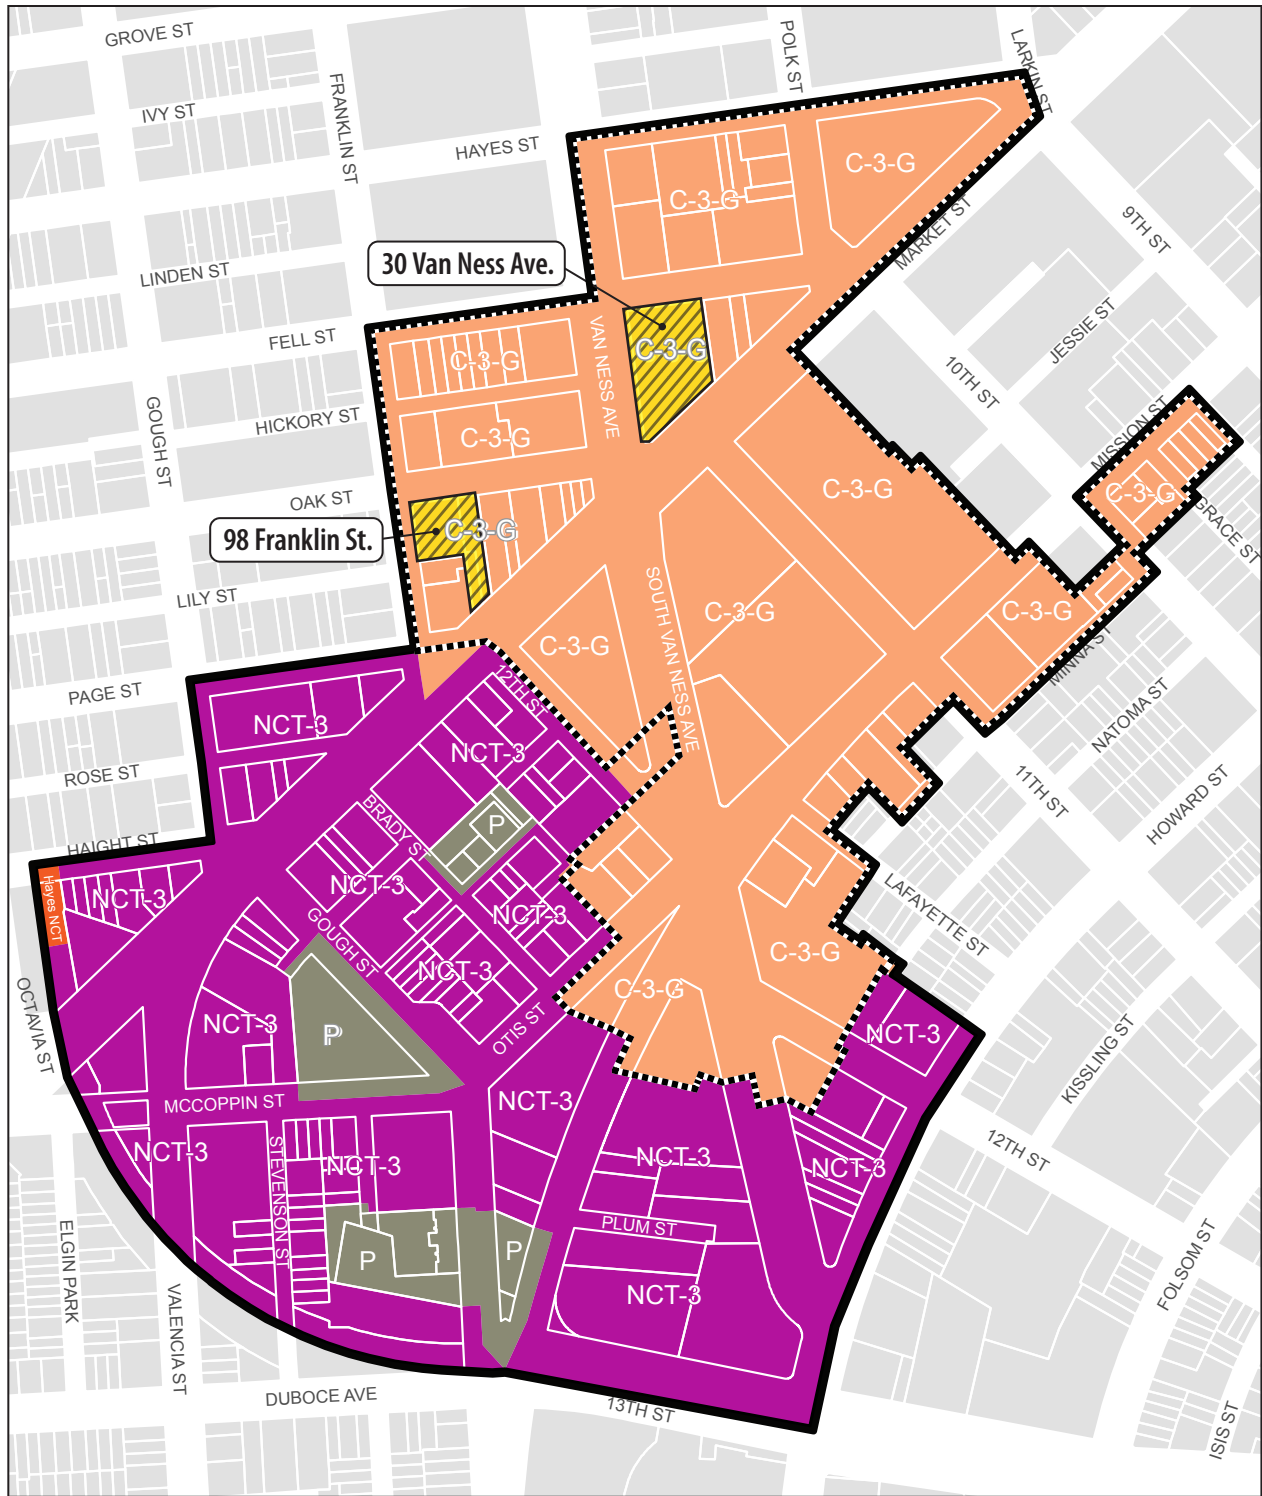 GROVE ST
POLK ST
LARKIN ST
IVY ST
FRANKLIN ST
HAYES ST
C-3-G
C-3-G
9TH ST
MARKET ST
30 Van Ness Ave.
LINDEN ST
JESSIE ST
FELL ST
VAN NESS AVE
C-3-G
C-3-G
10TH ST
GOUGH ST
HICKORY ST
C-3-G
MISSION ST
C-3-G
C-3-G
OAK ST
GRACE ST
C-3-G
98 Franklin St.
LILY ST
SOUTH VAN NESS AVE
C-3-G
C-3-G
C-3-G
MINNA ST
PAGE ST
12TH ST
NATOMA ST
NCT-3
NCT-3
ROSE ST
11TH ST
HOWARD ST
BRADY ST
P
HAIGHT ST
Hayes NCT
NCT-3
NCT-3
NCT-3
LAFAYETTE ST
GOUGH ST
C-3-G
NCT-3
C-3-G
OCTAVIA ST
NCT-3
P
OTIS ST
NCT-3
KISSLING ST
MCCOPPIN ST
NCT-3
NCT-3
STEVENSON ST
NCT-3
NCT-3
NCT-3
12TH ST
PLUM ST
ELGIN PARK
P
P
FOLSOM ST
VALENCIA ST
NCT-3
DUBOCE AVE
13TH ST
ISIS ST